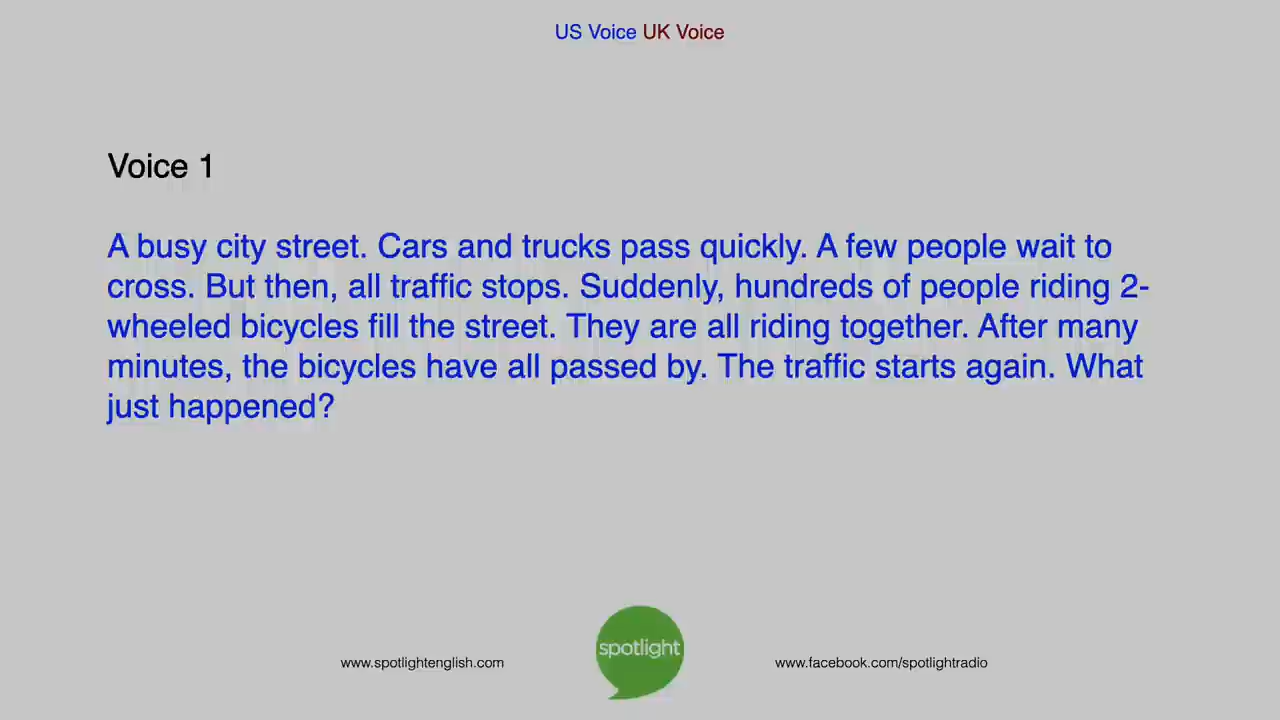 US Voice UK Voice
Voice 1
A busy city street. Cars and trucks pass quickly. A few people wait to
cross. But then, all traffic stops. Suddenly, hundreds of people riding 2-
wheeled bicycles fill the street. They are all riding together. After many
minutes, the bicycles have all passed by. The traffic starts again. What
just happened?
spotlight
www.spotlightenglish.com
www.facebook.com/spotlightradio